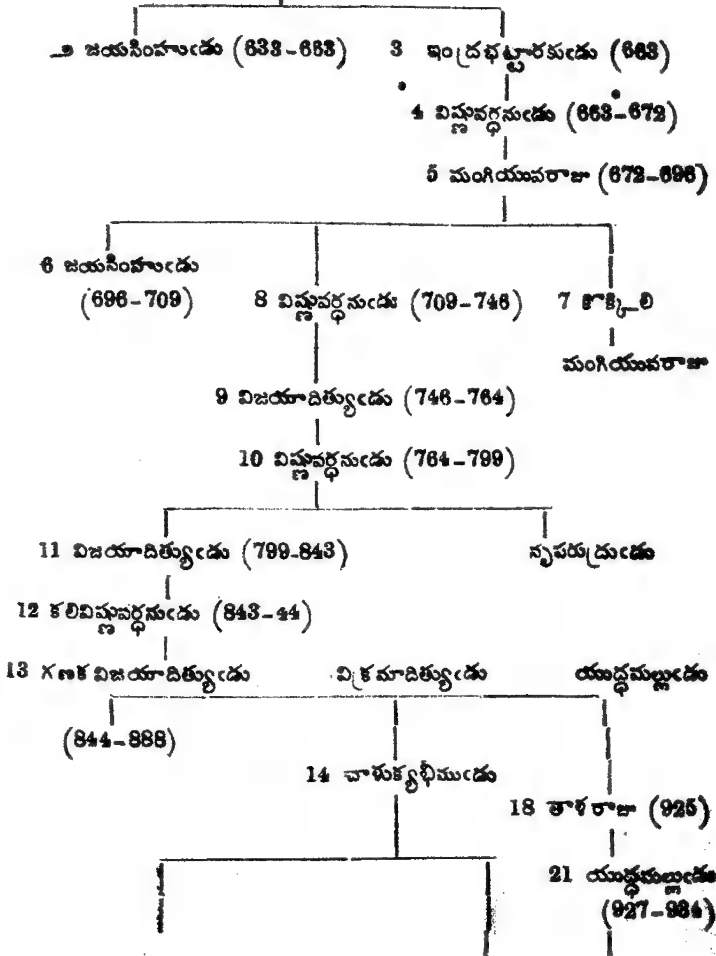 ౨ జయసింహుఁడు (633-663) 3 ఇంద్రభట్టారకుఁడు (663)
4 విష్ణువర్ధనుఁడు (663-672)
5 మంగియువరాజు (672-696)
6 జయసింహుఁడు
(696-709) 8 విష్ణువర్ధనుఁడు (709-746) 7 కొక్కిలి
మంగియువరాజు
9 విజయాదిత్యుఁడు (746-764)
10 విష్ణువర్ధనుఁడు (764-799)
11 విజయాదిత్యుఁడు (799-843) నృపరుద్రుఁడు
12 కలివిష్ణువర్ధనుఁడు (843-44)
13 గణక విజయాదిత్యుఁడు విక్రమాదిత్యుఁడు యుద్ధమల్లుఁడు
(844-888)
14 చాళుక్యభీముఁడు
18 తాళరాజు (925)
21 యుద్ధమల్లుఁడు
(927-934)